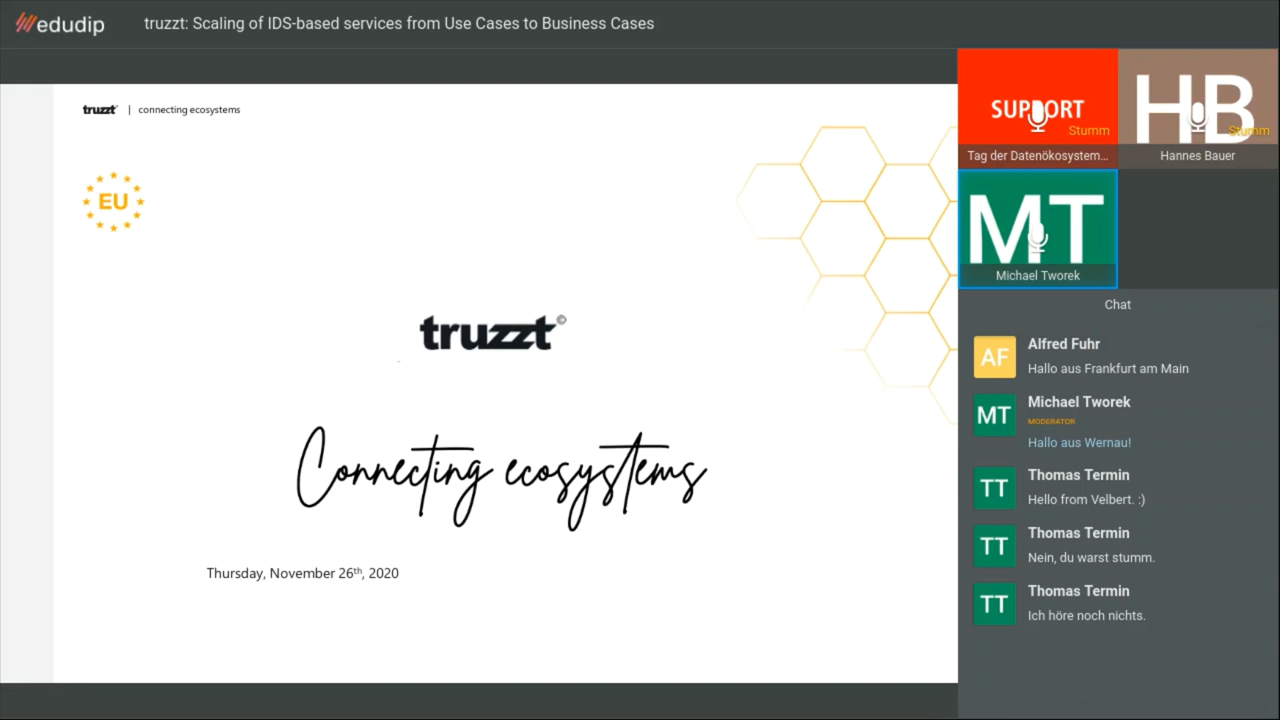 edudip
truzzt: Scaling of IDS-based services from Use Cases to Business Cases
truzzt | connecting ecosystems
EU
truzzt©
Connecting ecosystems
Thursday, November 26th, 2020
SUPPORT
Stumm
Tag der Datenökosystem...
HB
Stumm
Hannes Bauer
MT
Michael Tworek
Chat
AF
Alfred Fuhr
Hallo aus Frankfurt am Main
MT
Michael Tworek
MODERATOR
Hallo aus Wernau!
TT
Thomas Termin
Hello from Velbert. :)
TT
Thomas Termin
Nein, du warst stumm.
TT
Thomas Termin
Ich höre noch nichts.